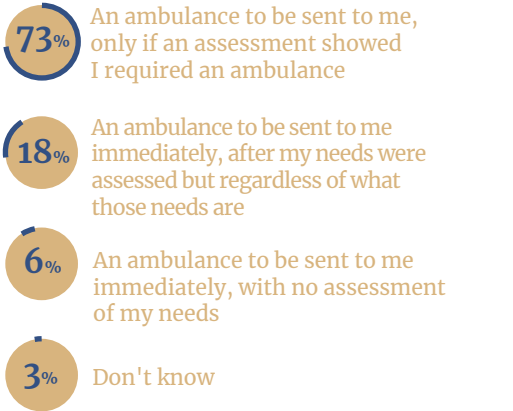 73%
An ambulance to be sent to me,
only if an assessment showed
I required an ambulance
18%
An ambulance to be sent to me
immediately, after my needs were
assessed but regardless of what
those needs are
6%
An ambulance to be sent to me
immediately, with no assessment
of my needs
3%
Don't know